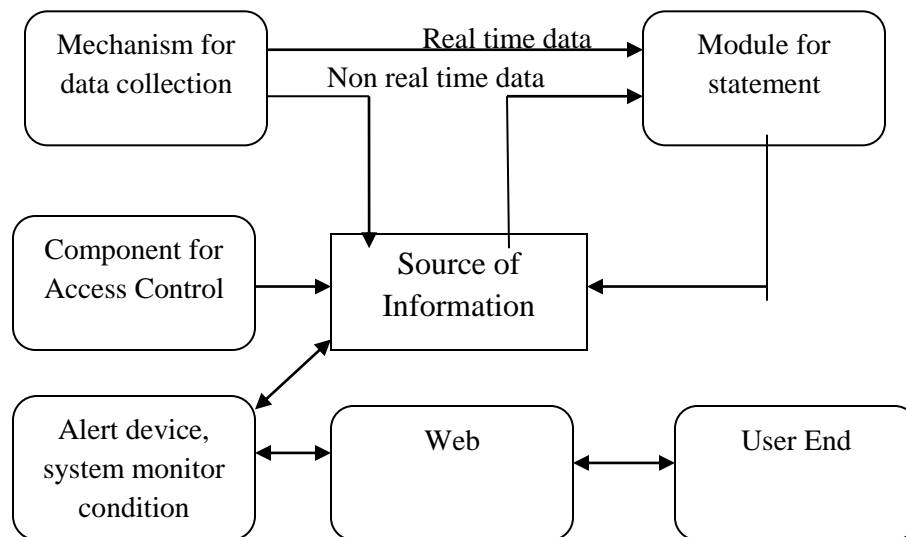 Mechanism for
data collection
Real time data
Non real time data
Module for
statement
Component for
Access Control
Source of
Information
Alert device,
system monitor
condition
Web
User End